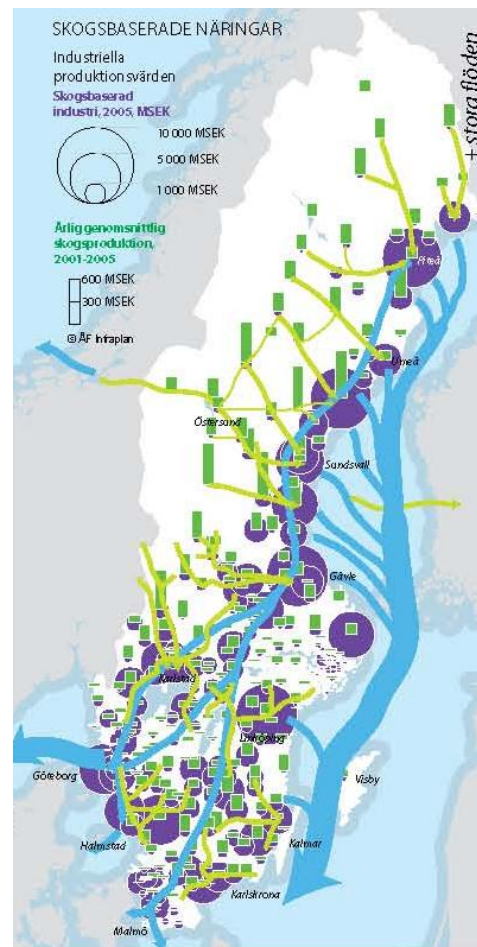 SKOGSBASERADE NÄRINGAR
Industriella
produktionsvärden
Skogsbaserad
industri, 2005, MSEK
10 000 MSEK
5 000 MSEK
1 000 MSEK
Årlig genomsnittlig
skogsproduktion,
2001-2005
600 MSEK
300 MSEK
© ÅF Infraplan
+ stora flöden
Piteå
Umeå
Östersund
Sundsvall
Gävle
Karlstad
Linköping
Göteborg
Visby
Halmstad
Kalmar
Karlskrona
Malmö